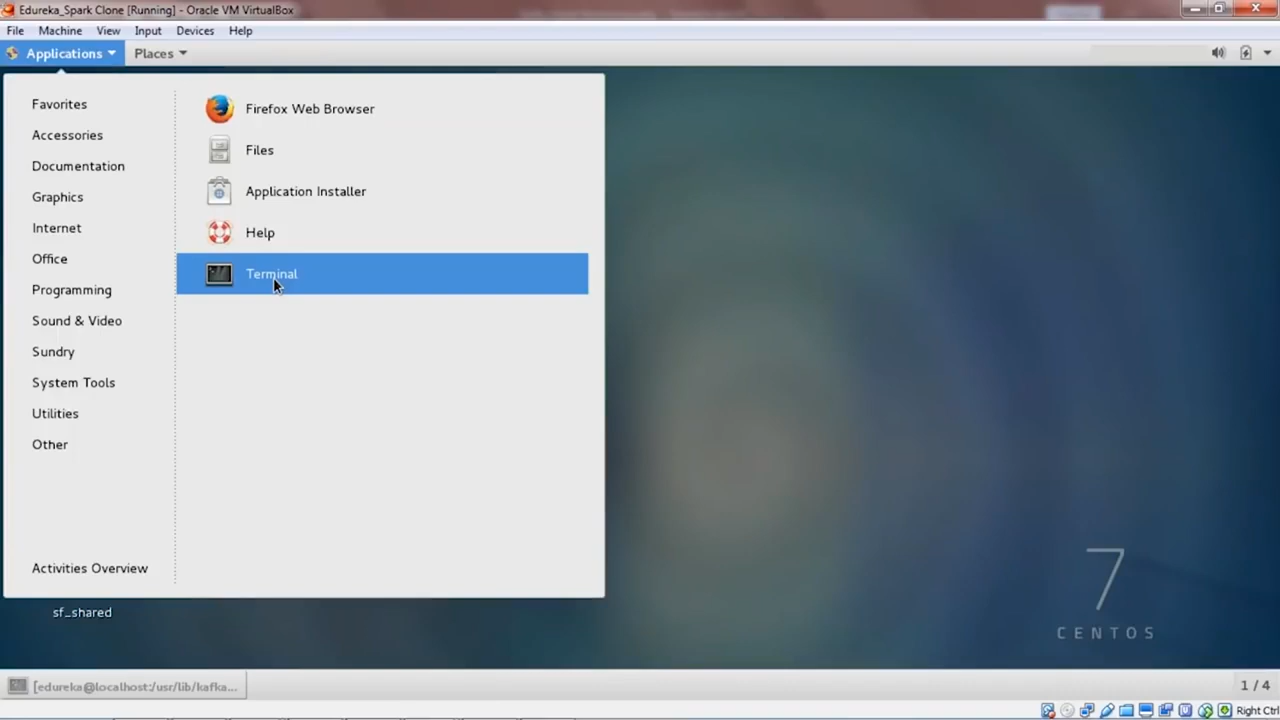 Edureka_Spark Clone [Running] - Oracle VM VirtualBox
File Machine View Input Devices Help
Applications Places
Favorites
Accessories
Documentation
Graphics
Internet
Office
Programming
Sound & Video
Sundry
System Tools
Utilities
Other
Activities Overview
Firefox Web Browser
Files
Application Installer
Help
Terminal
sf_shared
7
CENTOS
[edureka@localhost:/usr/lib/kafka...
1 / 4
Right Ctrl